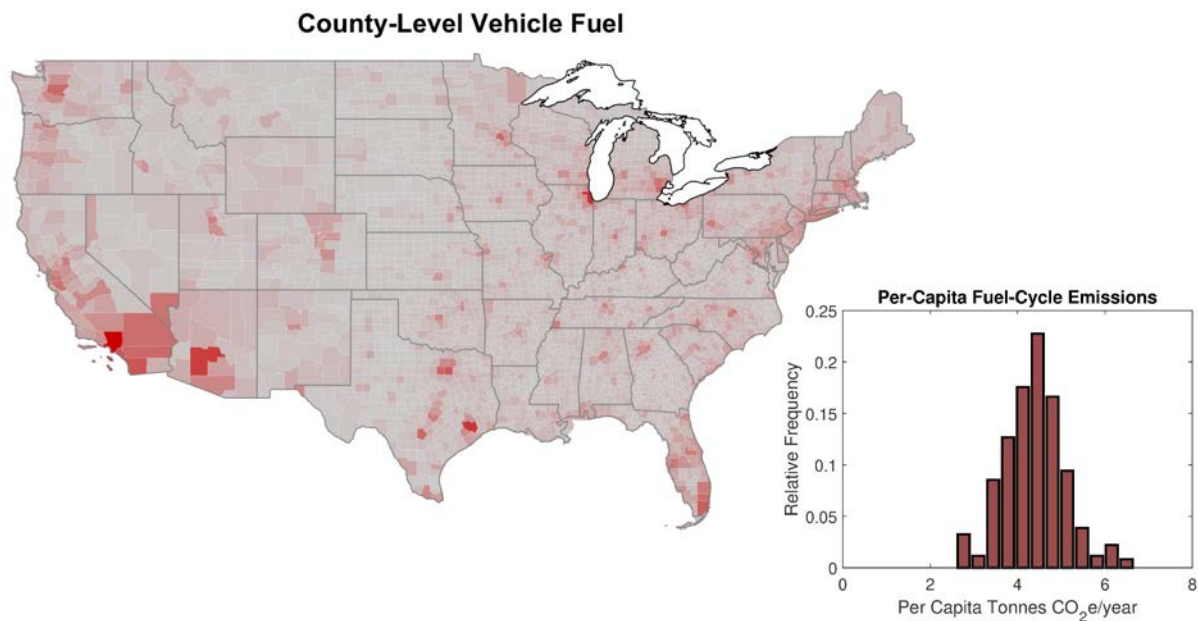 County-Level Vehicle Fuel
Per-Capita Fuel-Cycle Emissions
0.25
0.2
0.15
0.1
0.05
0
Relative Frequency
0 2 4 6 8
Per Capita Tonnes CO₂e/year